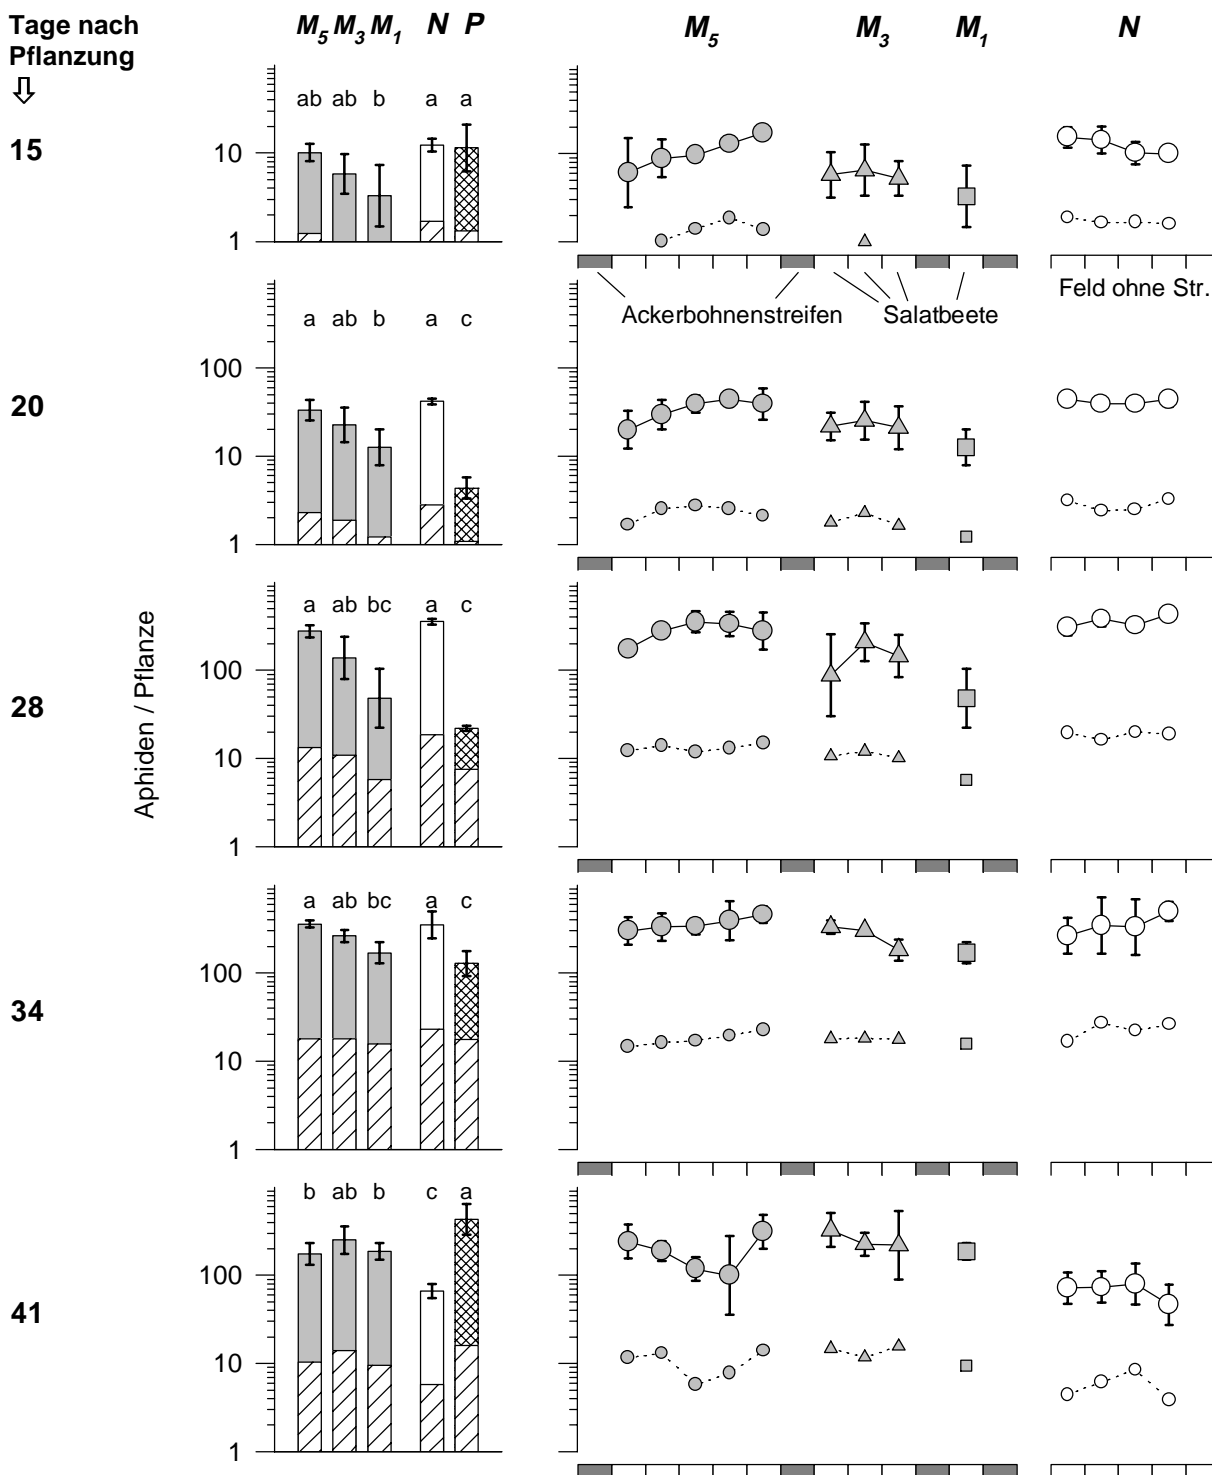 Tage nach
Pflanzung
M5 M3 M1 N P
M5 M3 M1 N
15
ab ab b a a
10
1
Ackerbohnenstreifen
Salatbeete
Feld ohne Str.
20
a ab b a c
100
10
1
28
a ab bc a c
100
10
1
Aphiden / Pflanze
34
a ab bc a c
100
10
1
41
b ab b c a
100
10
1